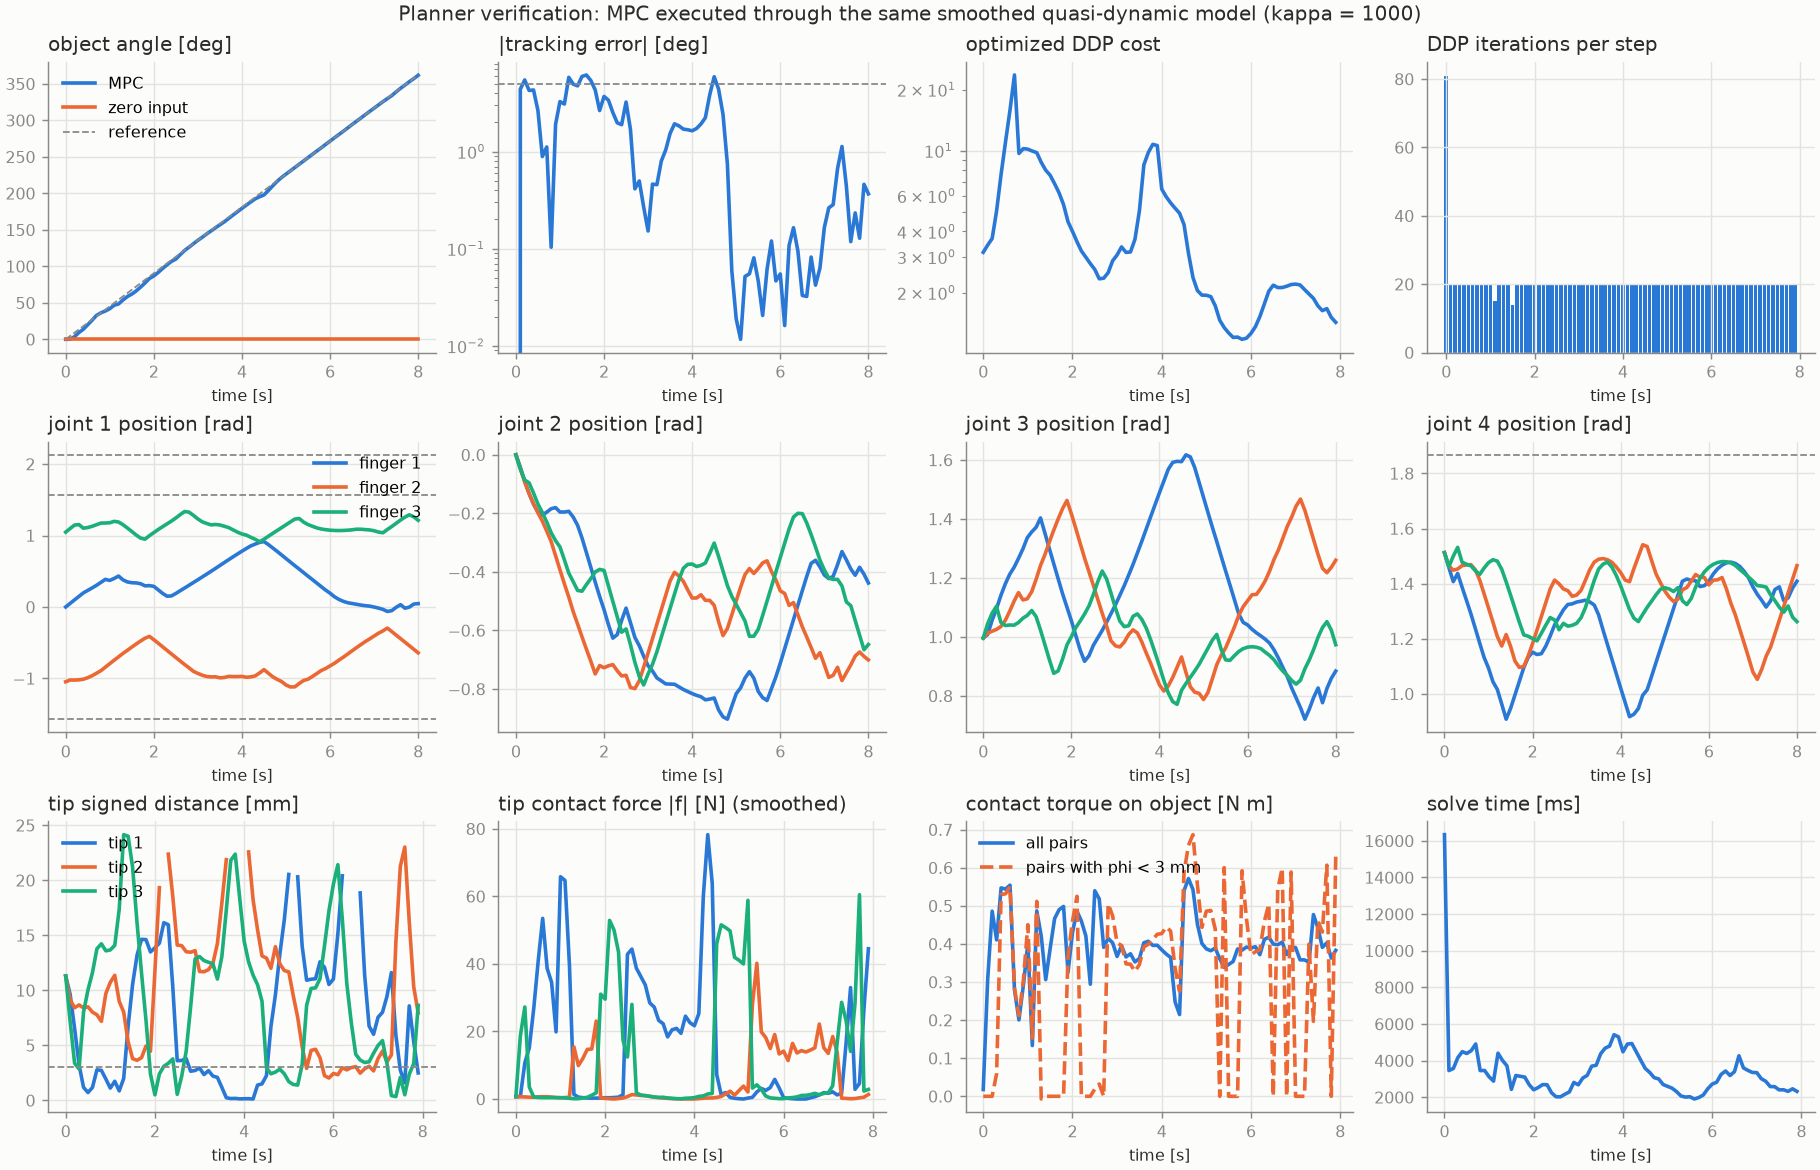 Planner verification: MPC executed through the same smoothed quasi-dynamic model (kappa = 1000)
object angle [deg]
350
300
250
200
150
100
50
0
MPC
zero input
reference
0 2 4 6 8
time [s]
|tracking error| [deg]
10⁰
10⁻¹
10⁻²
0 2 4 6 8
time [s]
optimized DDP cost
2 × 10¹
10¹
6 × 10⁰
4 × 10⁰
3 × 10⁰
2 × 10⁰
0 2 4 6 8
time [s]
DDP iterations per step
80
60
40
20
0
0 2 4 6 8
time [s]
joint 1 position [rad]
2
1
0
−1
finger 1
finger 2
finger 3
0 2 4 6 8
time [s]
joint 2 position [rad]
0.0
−0.2
−0.4
−0.6
−0.8
0 2 4 6 8
time [s]
joint 3 position [rad]
1.6
1.4
1.2
1.0
0.8
0 2 4 6 8
time [s]
joint 4 position [rad]
1.8
1.6
1.4
1.2
1.0
0 2 4 6 8
time [s]
tip signed distance [mm]
25
20
15
10
5
0
tip 1
tip 2
tip 3
0 2 4 6 8
time [s]
tip contact force |f| [N] (smoothed)
80
60
40
20
0
0 2 4 6 8
time [s]
contact torque on object [N m]
0.7
0.6
0.5
0.4
0.3
0.2
0.1
0.0
all pairs
pairs with phi < 3 mm
0 2 4 6 8
time [s]
solve time [ms]
16000
14000
12000
10000
8000
6000
4000
2000
0 2 4 6 8
time [s]